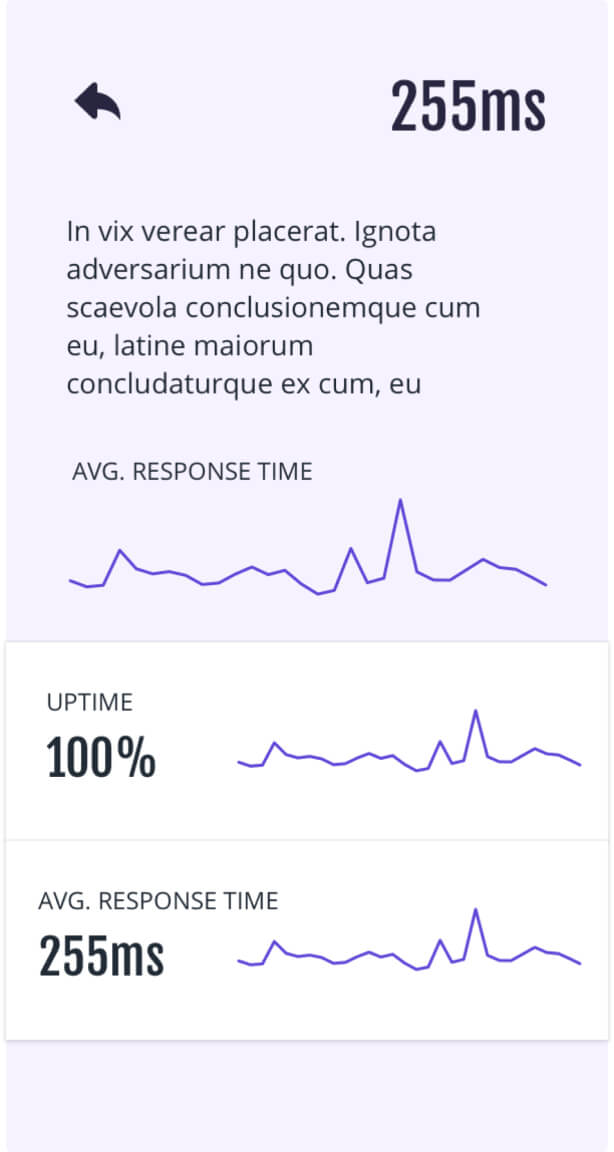 255ms
In vix verear placerat. Ignota
adversarium ne quo. Quas
scaevola conclusionemque cum
eu, latine maiorum
concludaturque ex cum, eu
AVG. RESPONSE TIME
UPTIME
100%
AVG. RESPONSE TIME
255ms